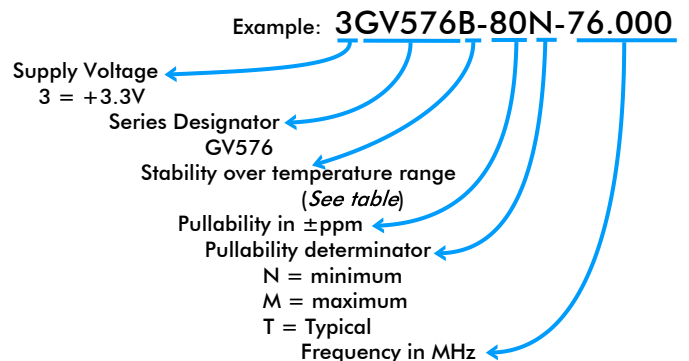 Example: 3GV576B-80N-76.000
Supply Voltage
3 = +3.3V
Series Designator
GV576
Stability over temperature range
(See table)
Pullability in ±ppm
Pullability determinator
N = minimum
M = maximum
T = Typical
Frequency in MHz